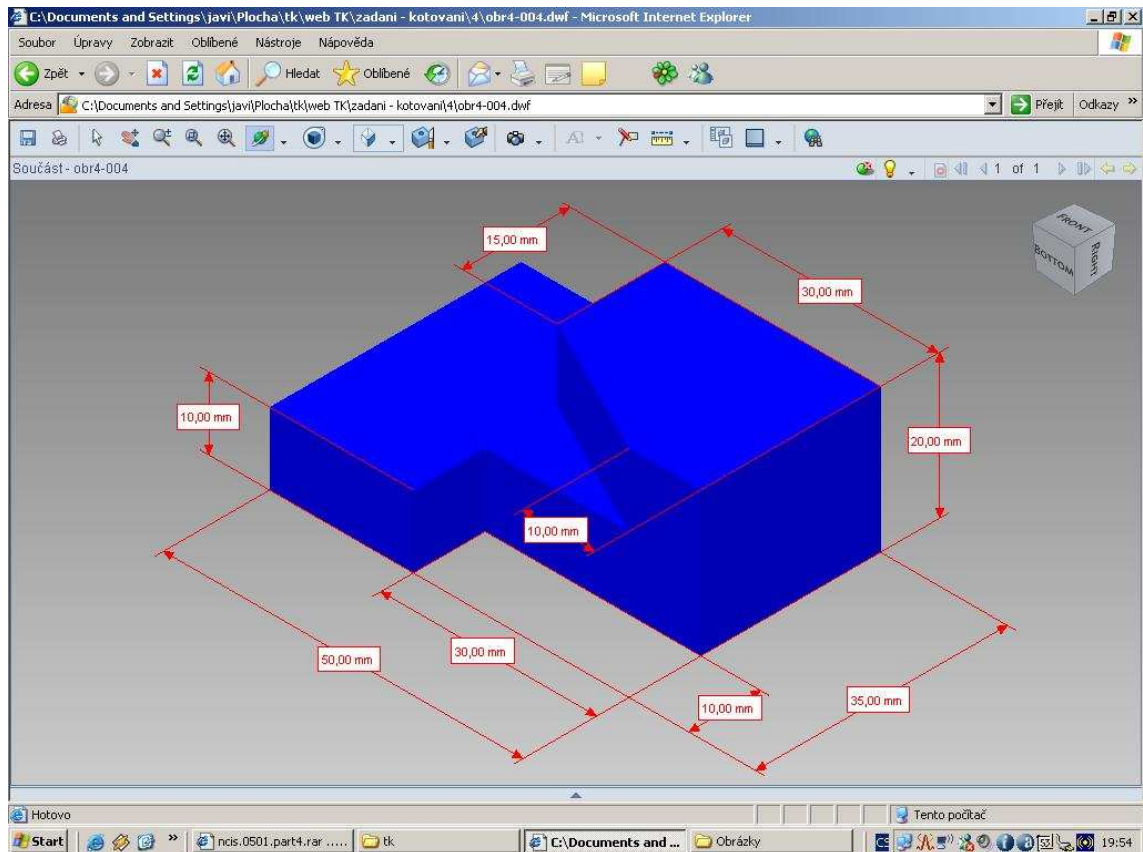 C:\Documents and Settings\javi\Plocha\tk\web TK\zadani - kotovani\4\obr4-004.dwf - Microsoft Internet Explorer
Soubor Úpravy Zobrazit Oblíbené Nástroje Nápověda
Zpět Hledat Oblíbené
Adresa C:\Documents and Settings\javi\Plocha\tk\web TK\zadani - kotovani\4\obr4-004.dwf Přejít Odkazy »
Součást - obr4-004 1 of 1
15,00 mm
FRONT
BOTTOM
RIGHT
30,00 mm
10,00 mm
20,00 mm
10,00 mm
50,00 mm
30,00 mm
10,00 mm
35,00 mm
Hotovo Tento počítač
Start » ncis.0501.part4.rar ..... tk C:\Documents and ... Obrázky CS 19:54